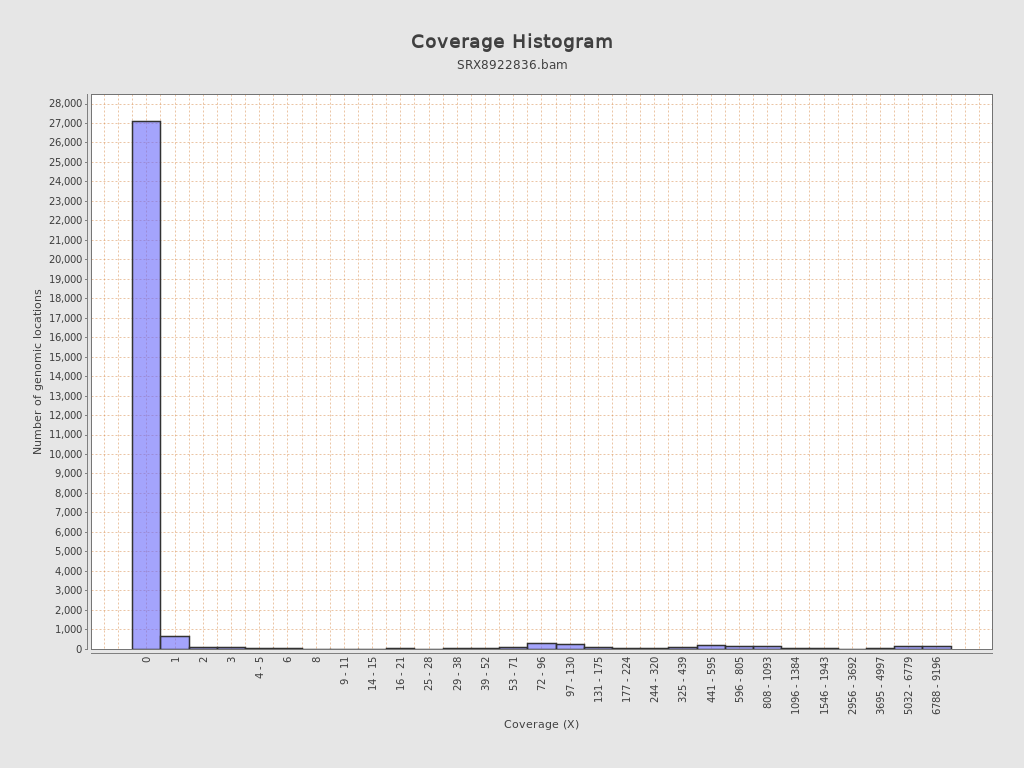 Coverage Histogram
SRX8922836.bam
Number of genomic locations
28,000
27,000
26,000
25,000
24,000
23,000
22,000
21,000
20,000
19,000
18,000
17,000
16,000
15,000
14,000
13,000
12,000
11,000
10,000
9,000
8,000
7,000
6,000
5,000
4,000
3,000
2,000
1,000
0
0
1
2
3
4 - 5
6
8
9 - 11
14 - 15
16 - 21
25 - 28
29 - 38
39 - 52
53 - 71
72 - 96
97 - 130
131 - 175
177 - 224
244 - 320
325 - 439
441 - 595
596 - 805
808 - 1093
1096 - 1384
1546 - 1943
2956 - 3692
3695 - 4997
5032 - 6779
6788 - 9196
Coverage (X)